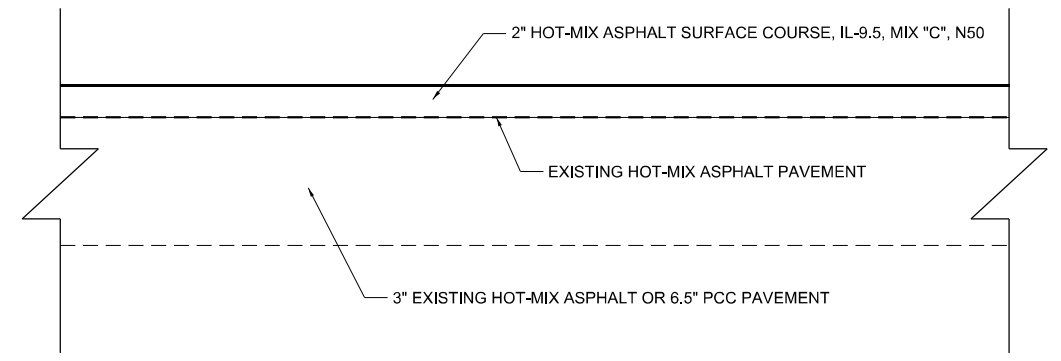 2" HOT-MIX ASPHALT SURFACE COURSE, IL-9.5, MIX "C", N50
EXISTING HOT-MIX ASPHALT PAVEMENT
3" EXISTING HOT-MIX ASPHALT OR 6.5" PCC PAVEMENT